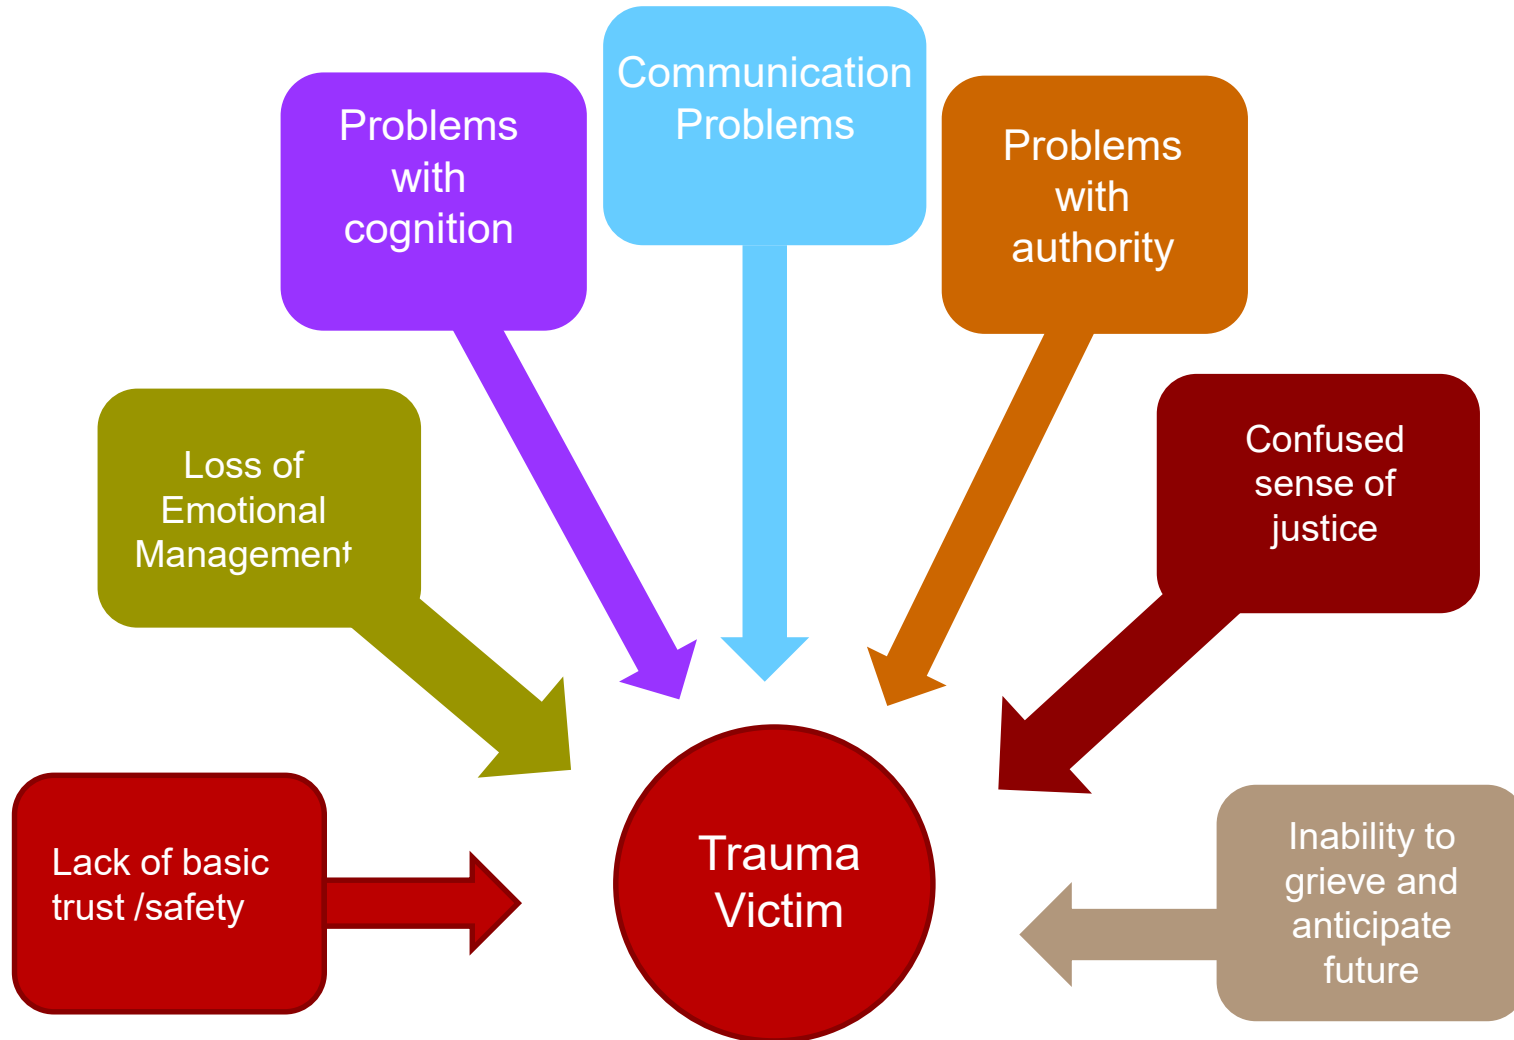 Communication
Problems
Problems
with
cognition
Problems
with
authority
Loss of
Emotional
Management
Confused
sense of
justice
Lack of basic
trust /safety
Trauma
Victim
Inability to
grieve and
anticipate
future